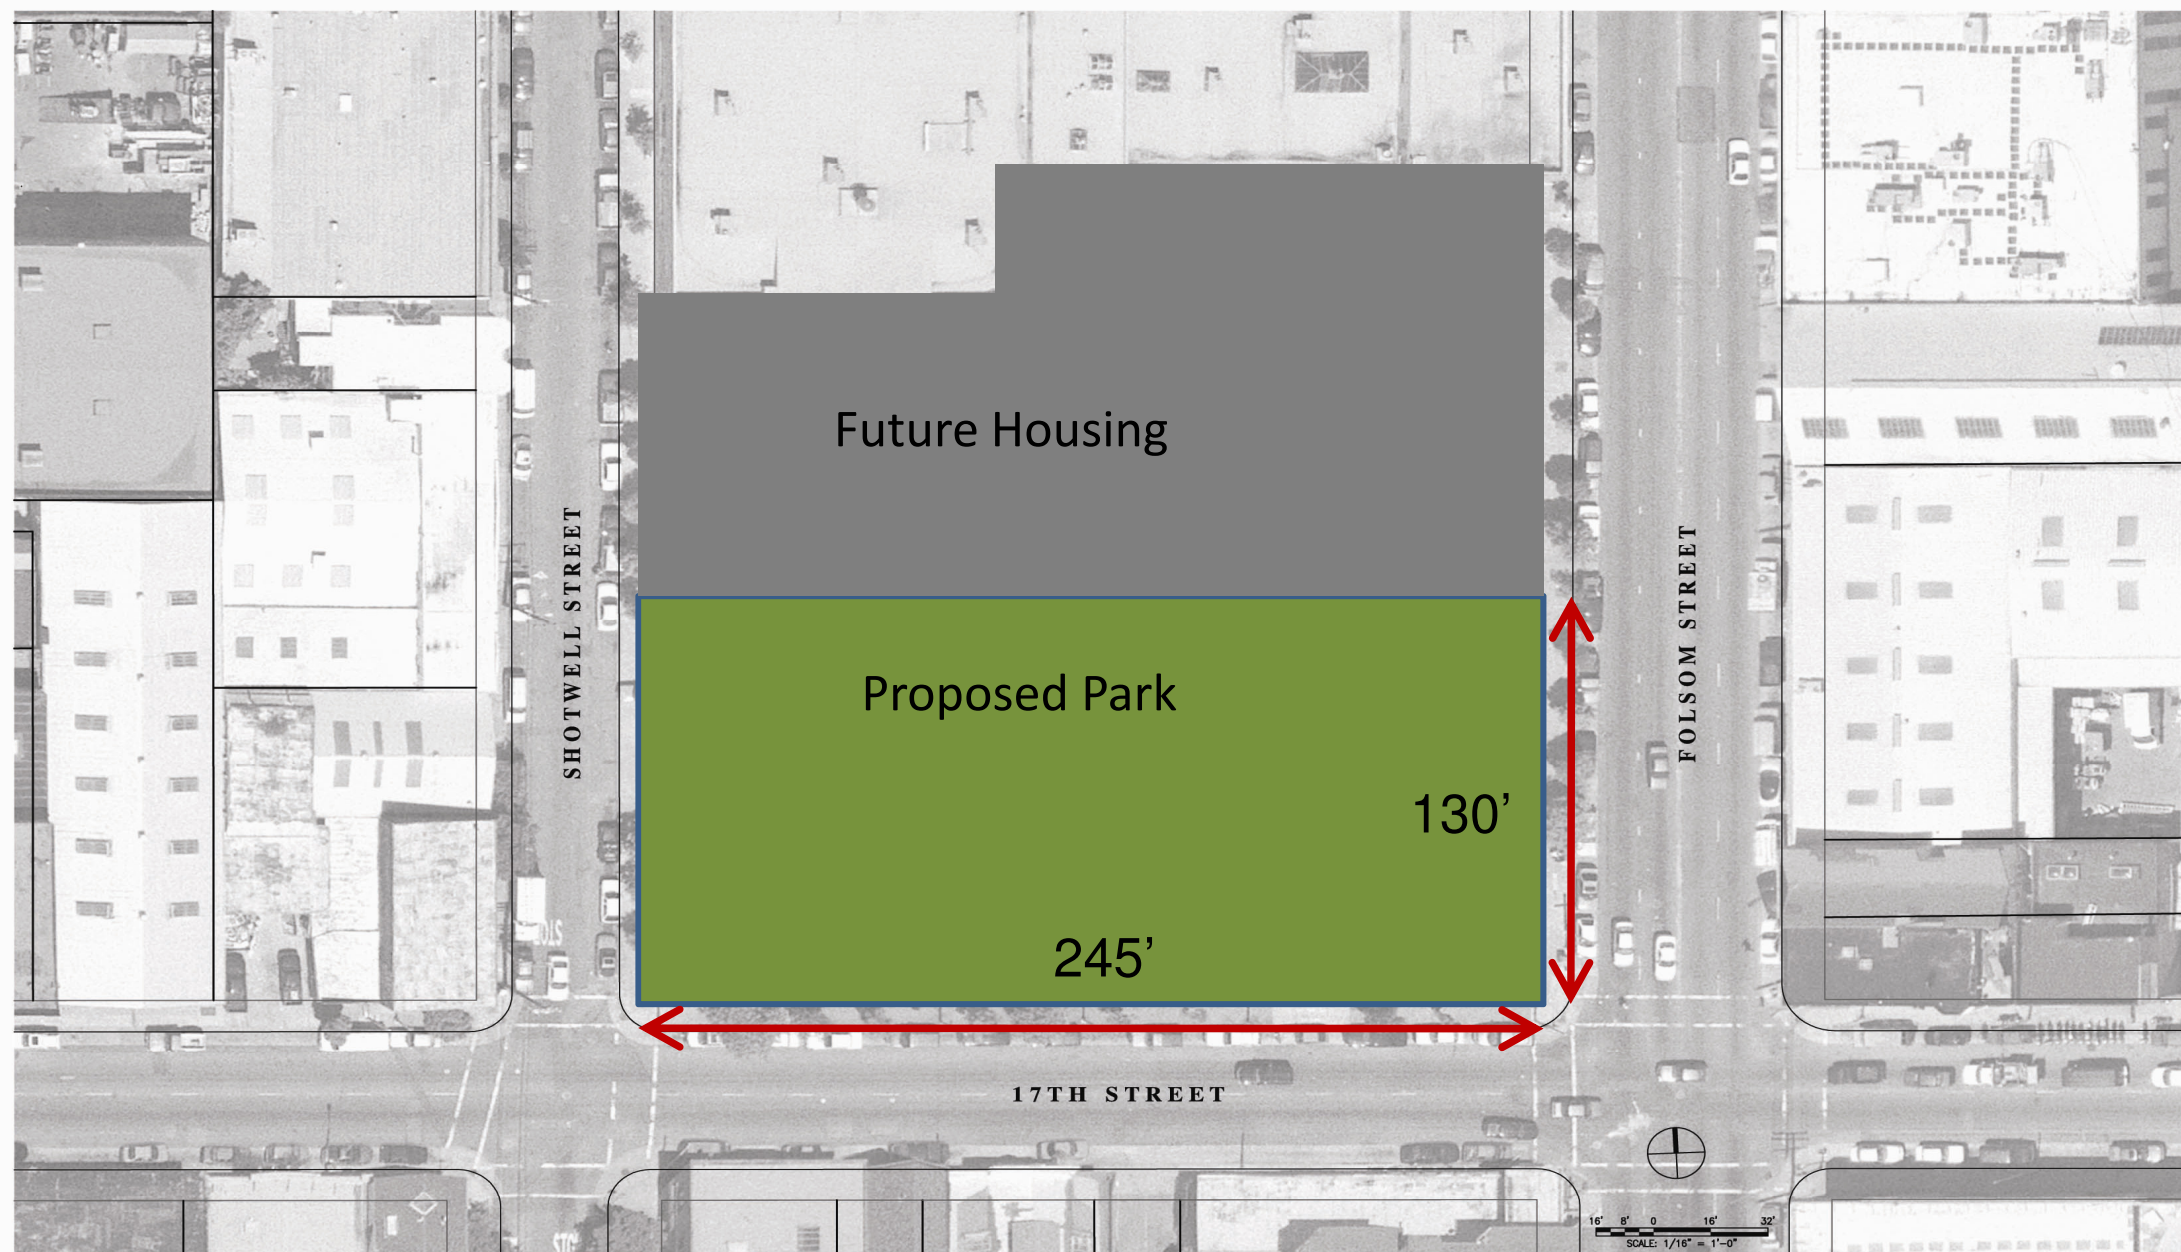 Future Housing
SHOTWELL STREET
FOLSOM STREET
Proposed Park
130’
245’
17TH STREET
16' 8' 0 16' 32'
SCALE: 1/16" = 1'-0"